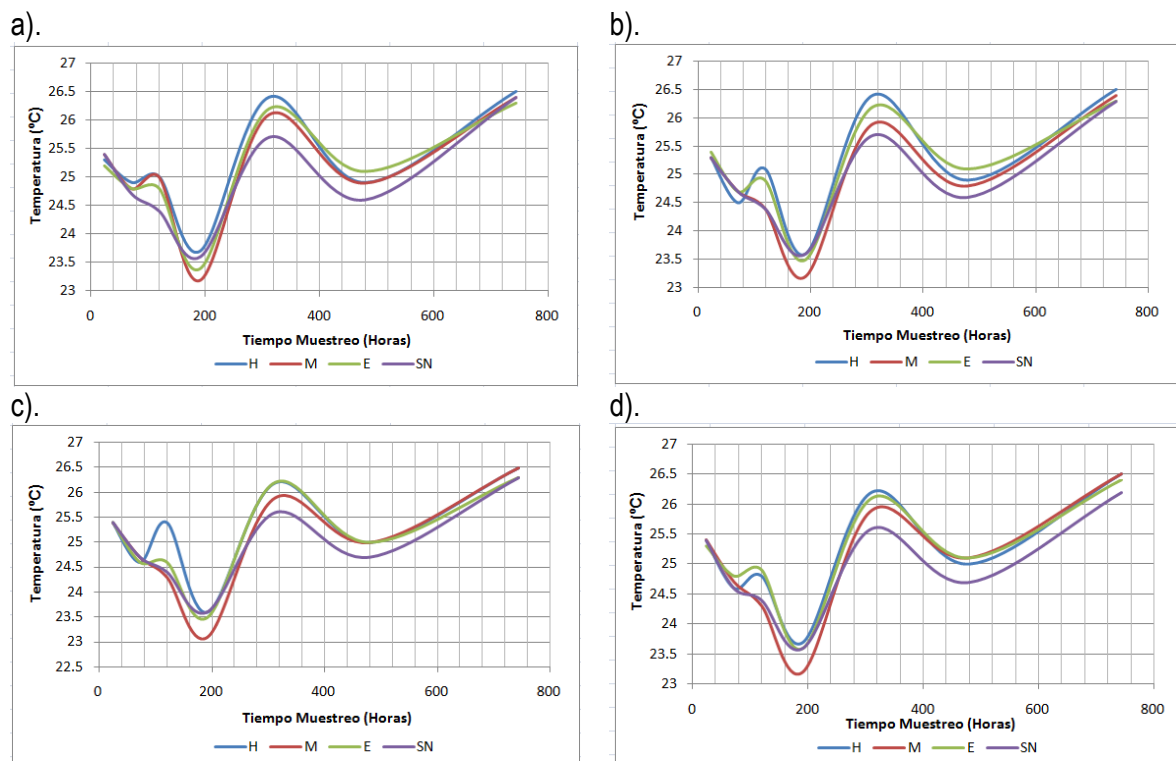 a).
27
26.5
26
25.5
25
24.5
24
23.5
23
Temperatura (ºC)
0 200 400 600 800
Tiempo Muestreo (Horas)
H M E SN
b).
27
26.5
26
25.5
25
24.5
24
23.5
23
Temperatura (ºC)
0 200 400 600 800
Tiempo Muestreo (Horas)
H M E SN
c).
27
26.5
26
25.5
25
24.5
24
23.5
23
22.5
Temperatura (ºC)
0 200 400 600 800
Tiempo Muestreo (Horas)
H M E SN
d).
27
26.5
26
25.5
25
24.5
24
23.5
23
Temperatura (ºC)
0 200 400 600 800
Tiempo Muestreo (Horas)
H M E SN